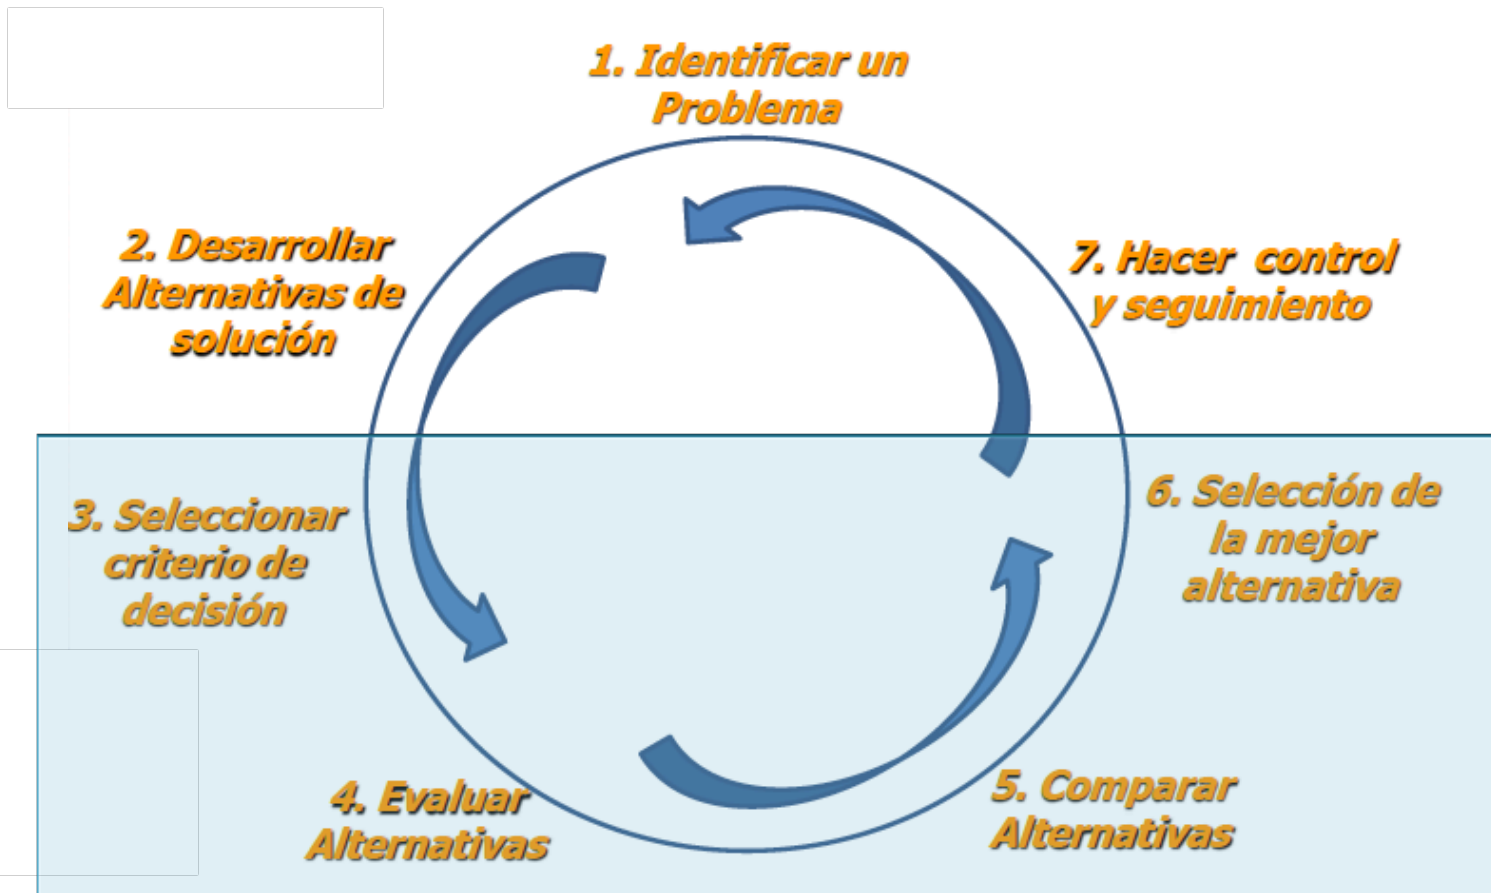 1. Identificar un
Problema
2. Desarrollar
Alternativas de
solución
3. Seleccionar
criterio de
decisión
4. Evaluar
Alternativas
5. Comparar
Alternativas
6. Selección de
la mejor
alternativa
7. Hacer control
y seguimiento